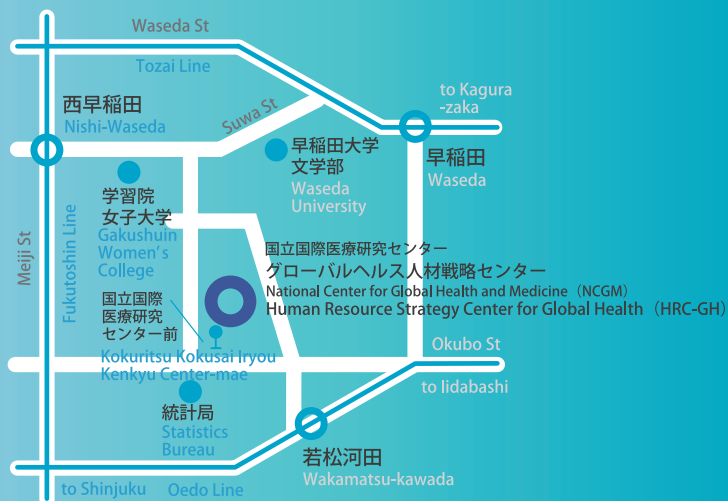 Waseda St
Tozai Line
to Kagura
-zaka
西早稲田
Nishi-Waseda
Suwa St
早稲田大学
文学部
Waseda
University
早稲田
Waseda
学習院
女子大学
Gakushuin
Women's
College
Meiji St
Fukutoshin Line
国立国際医療研究センター
グローバルヘルス人材戦略センター
National Center for Global Health and Medicine（NCGM）
Human Resource Strategy Center for Global Health（HRC-GH）
国立国際
医療研究
センター前
Kokuritsu Kokusai Iryou
Kenkyu Center-mae
Okubo St
to Iidabashi
統計局
Statistics
Bureau
若松河田
Wakamatsu-kawada
to Shinjuku
Oedo Line